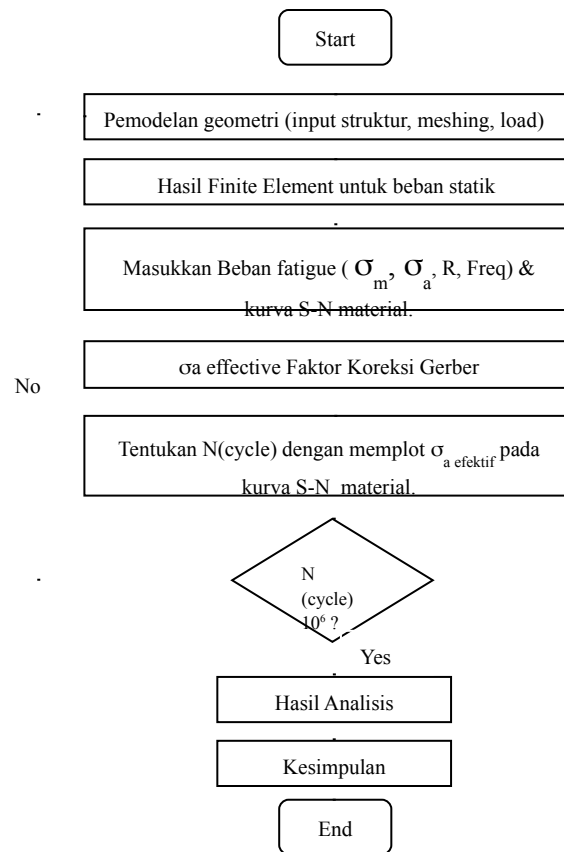 Start
Pemodelan geometri (input struktur, meshing, load)
Hasil Finite Element untuk beban statik
Masukkan Beban fatigue ( σm, σa, R, Freq) &
kurva S-N material.
σa effective Faktor Koreksi Gerber
No
Tentukan N(cycle) dengan memplot σa efektif pada
kurva S-N material.
N
(cycle)
10⁶ ?
Yes
Hasil Analisis
Kesimpulan
End